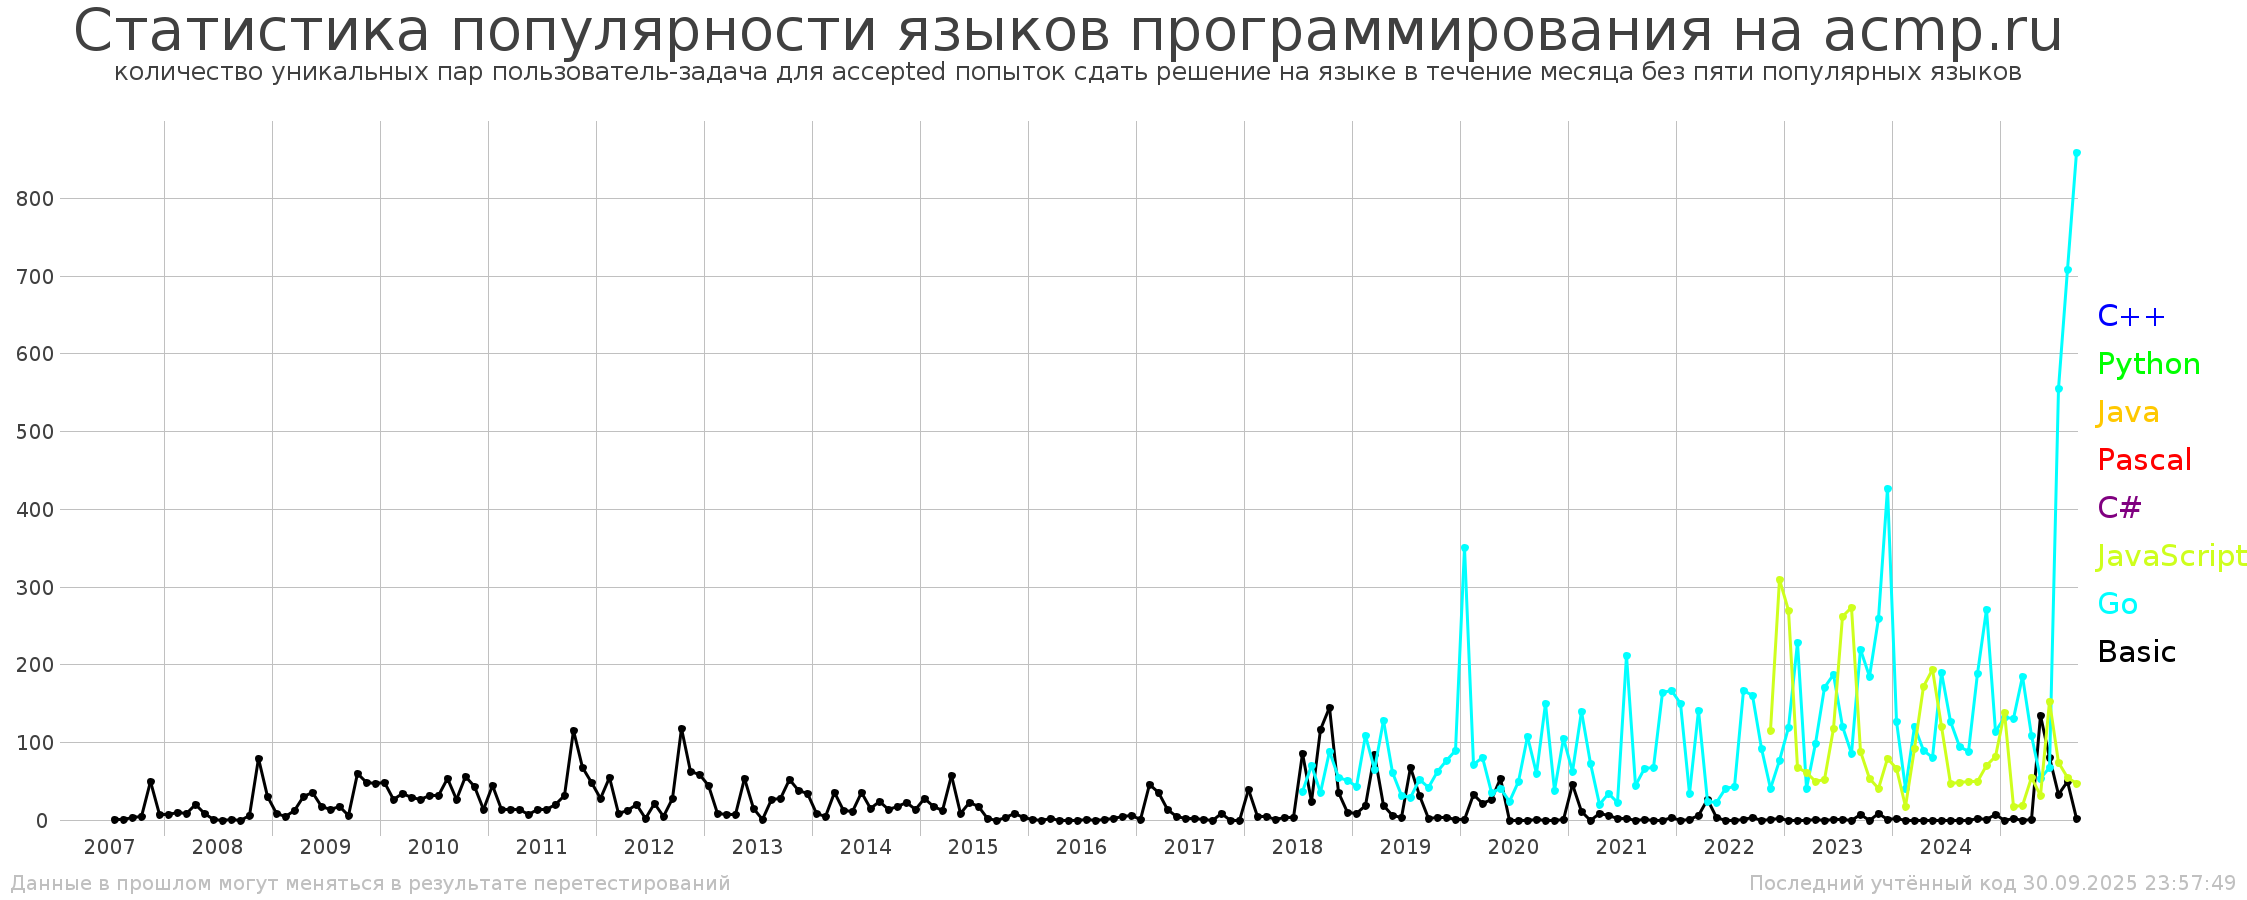 Статистика популярности языков программирования на acmp.ru
количество уникальных пар пользователь-задача для accepted попыток сдать решение на языке в течение месяца без пяти популярных языков
800
700
600
500
400
300
200
100
0
C++
Python
Java
Pascal
C#
JavaScript
Go
Basic
2007 2008 2009 2010 2011 2012 2013 2014 2015 2016 2017 2018 2019 2020 2021 2022 2023 2024
Данные в прошлом могут меняться в результате перетестирований
Последний учтённый код 30.09.2025 23:57:49